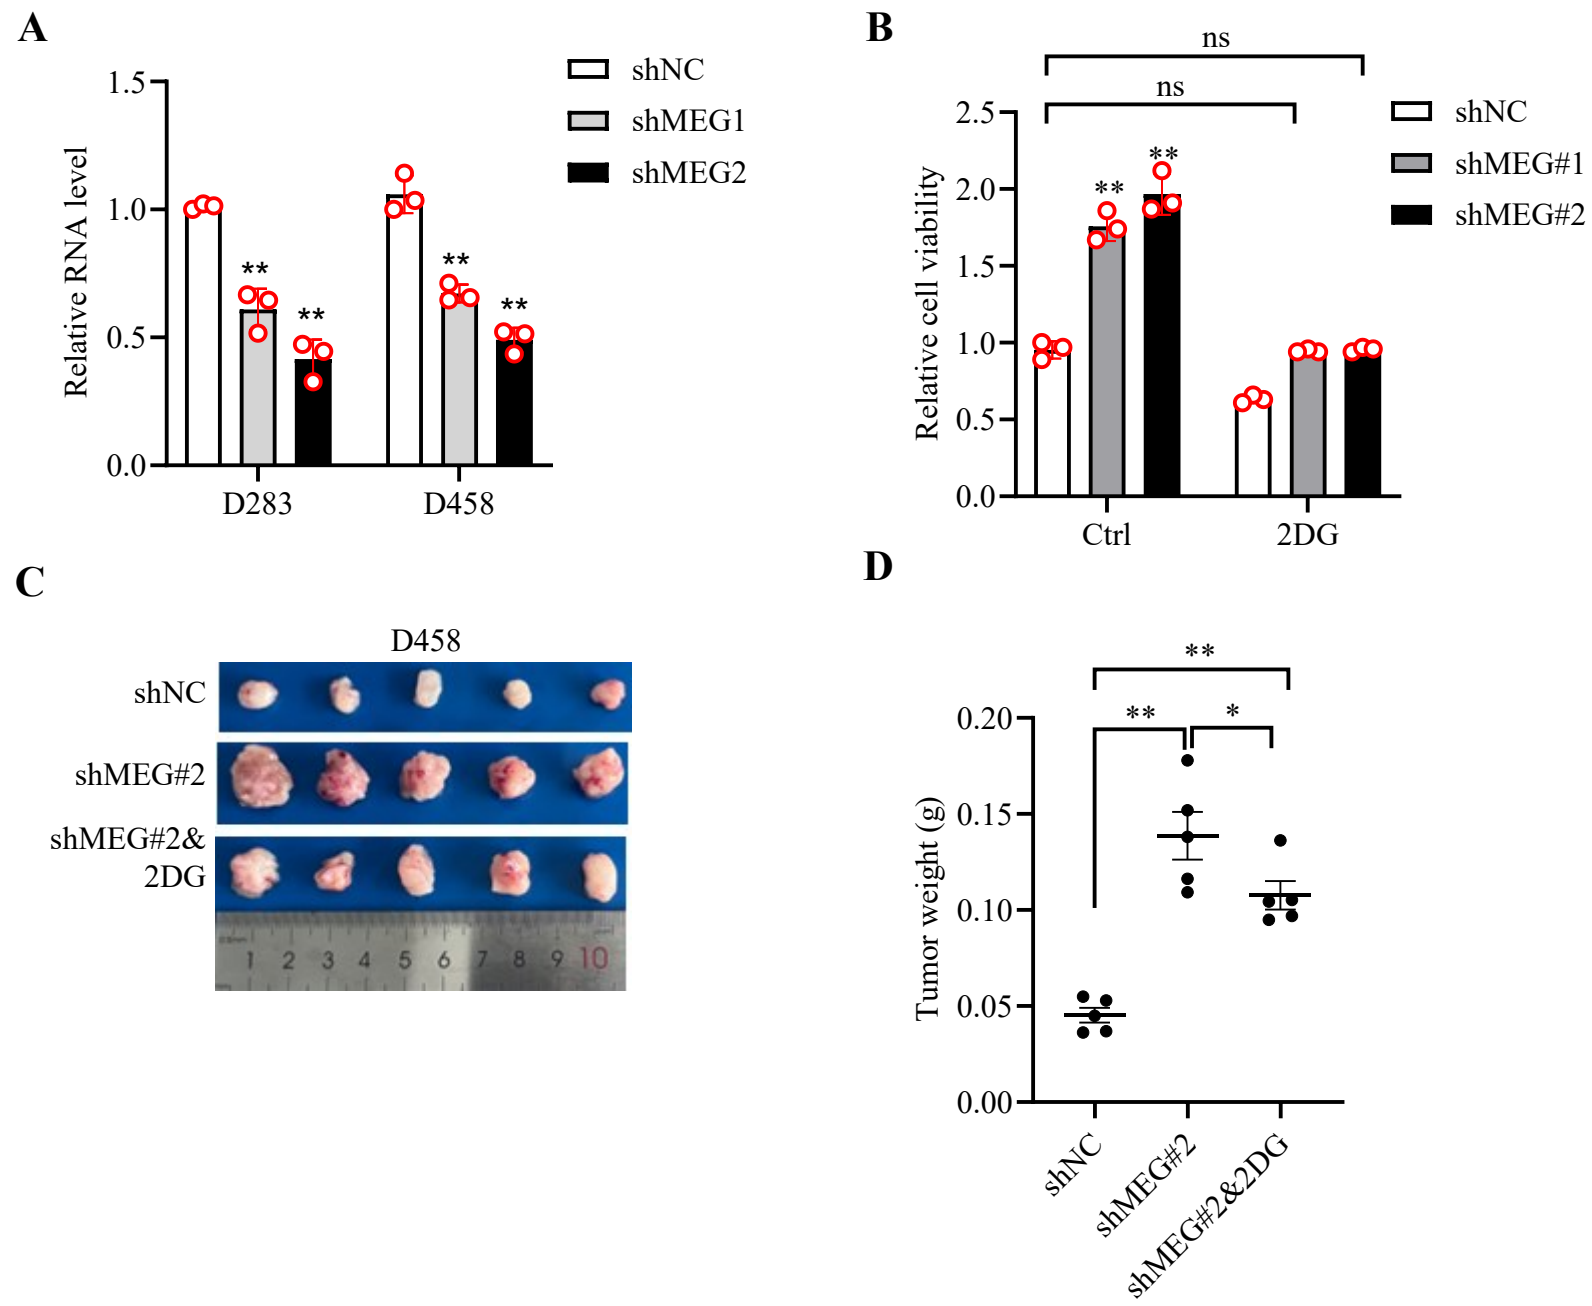 A
1.5
1.0
0.5
0.0
Relative RNA level
**
**
**
**
D283
D458
shNC
shMEG1
shMEG2
B
ns
ns
2.5
2.0
1.5
1.0
0.5
0.0
Relative cell viability
**
**
Ctrl
2DG
shNC
shMEG#1
shMEG#2
C
D458
shNC
shMEG#2
shMEG#2&
2DG
1 2 3 4 5 6 7 8 9 10
D
**
**
*
0.20
0.15
0.10
0.05
0.00
Tumor weight (g)
shNC
shMEG#2
shMEG#2&2DG